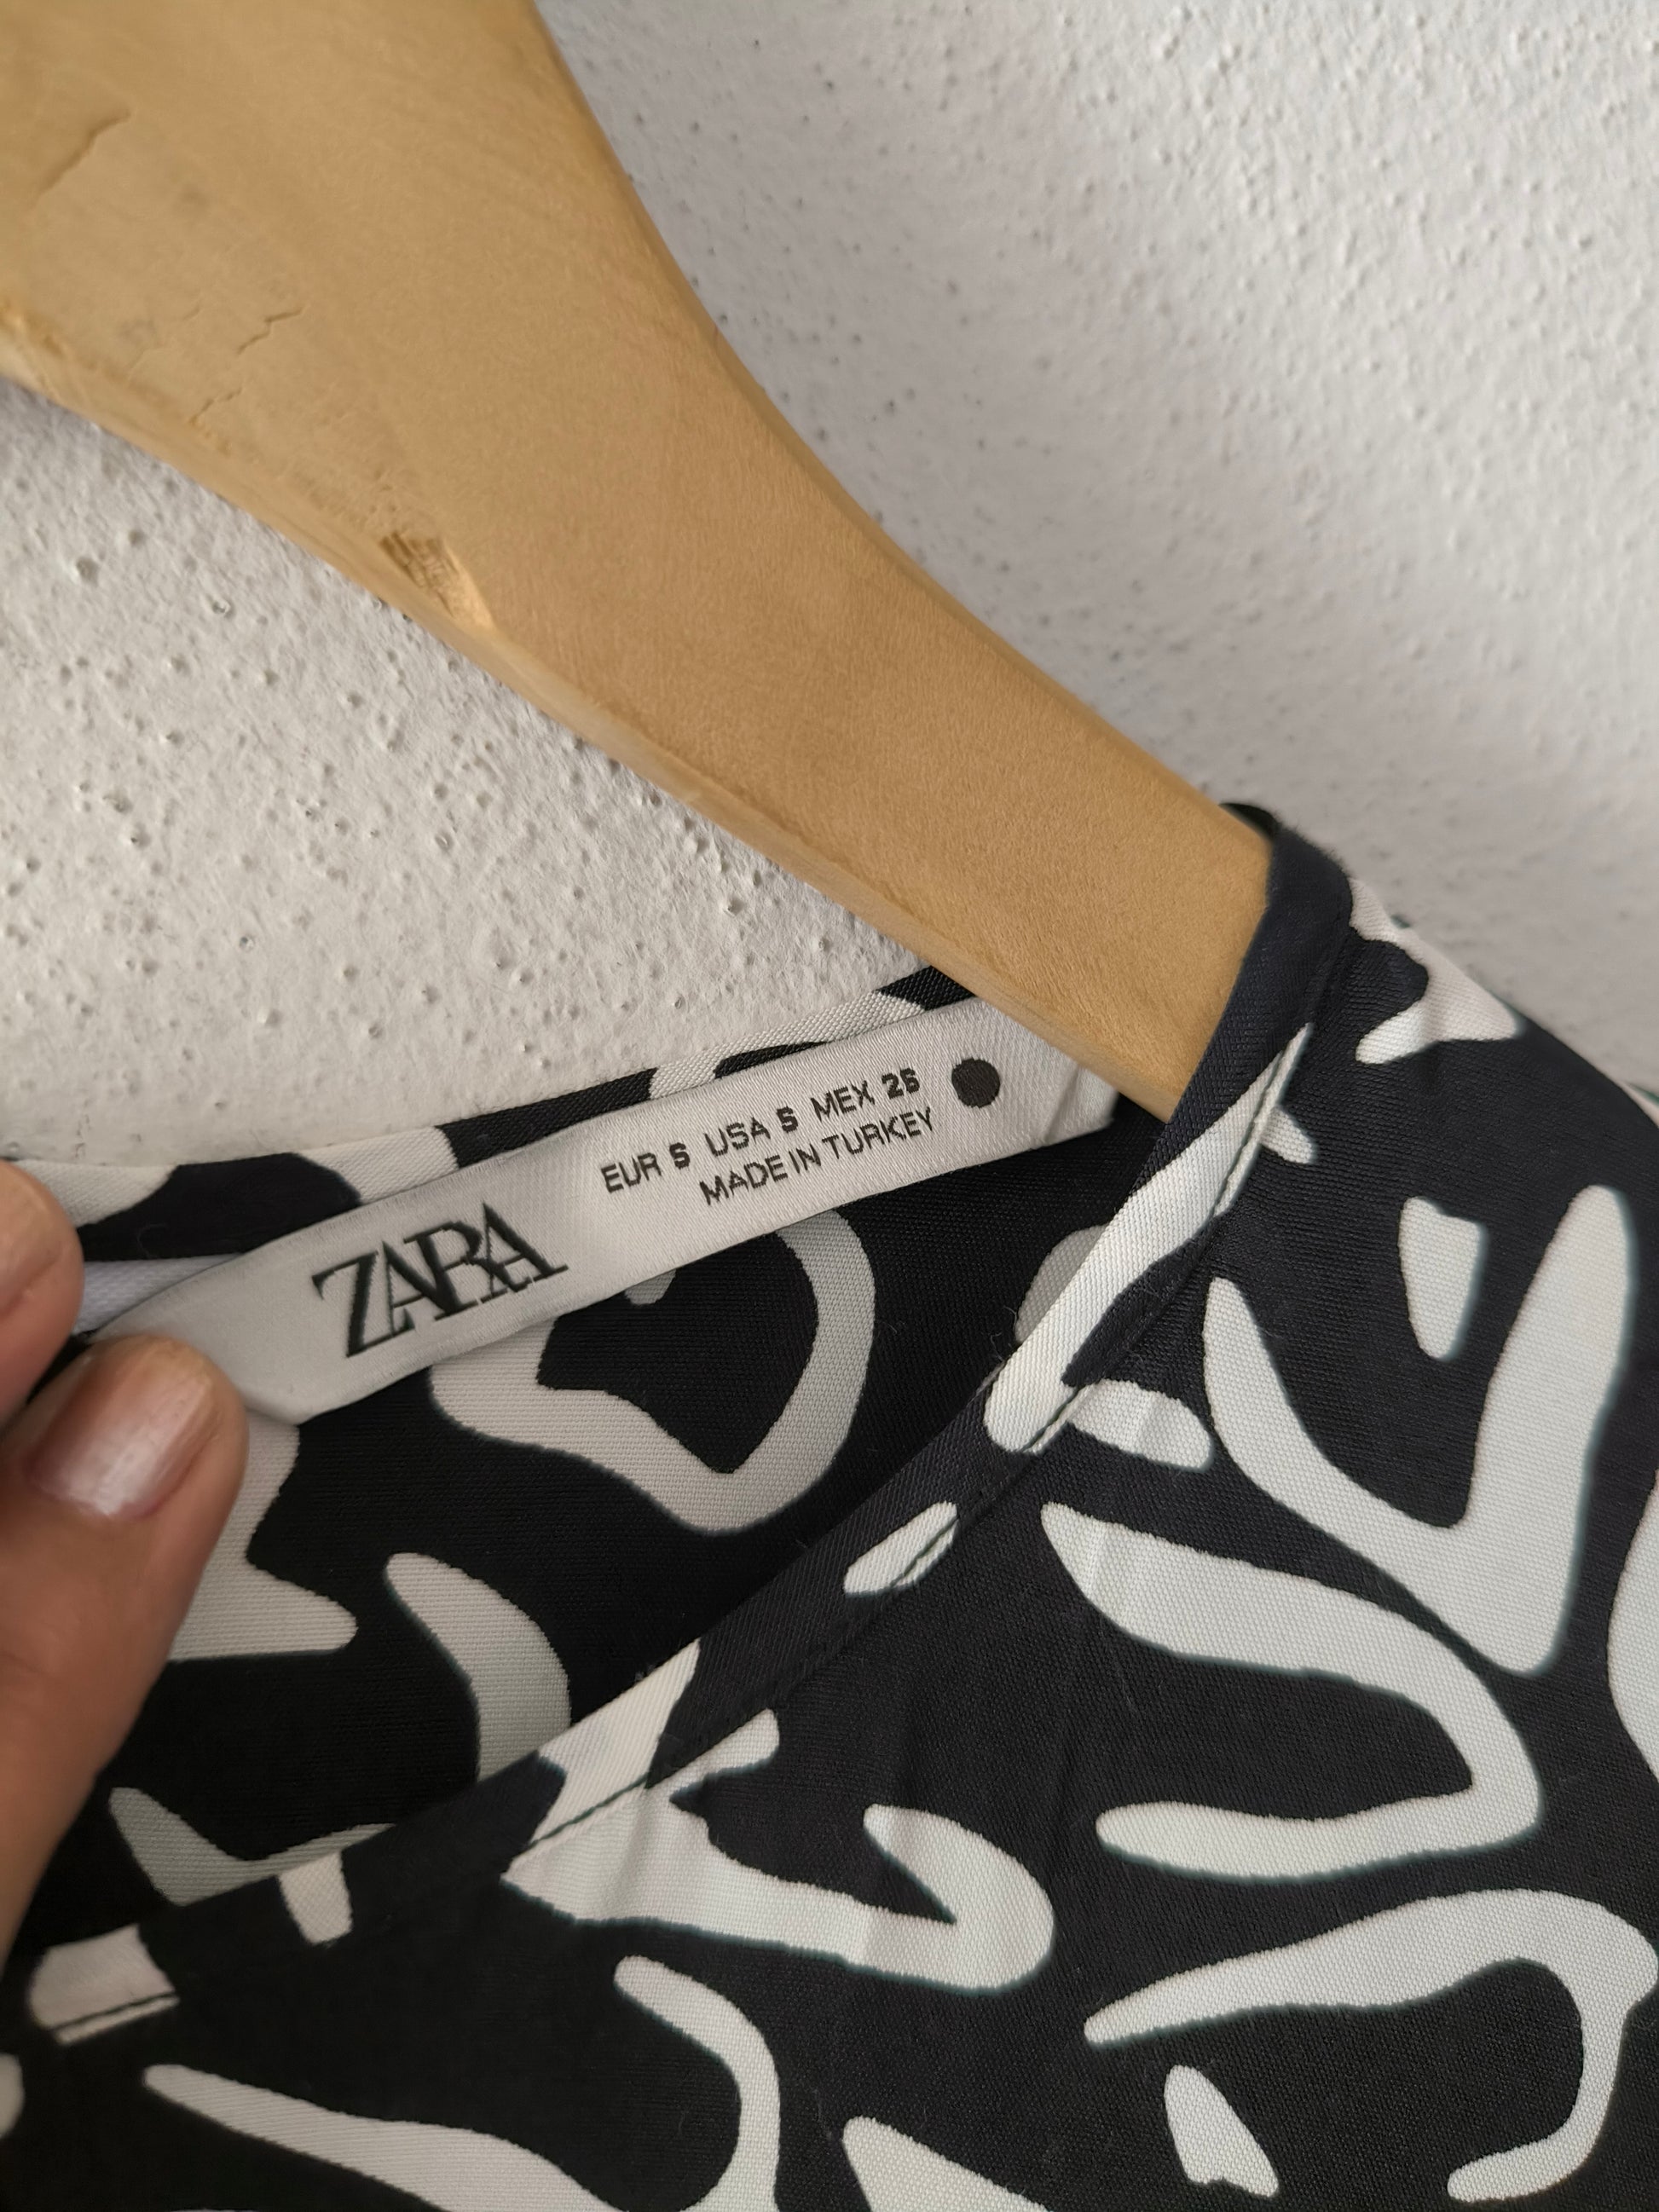 ZARA
EUR S USA S MEX 26
MADE IN TURKEY